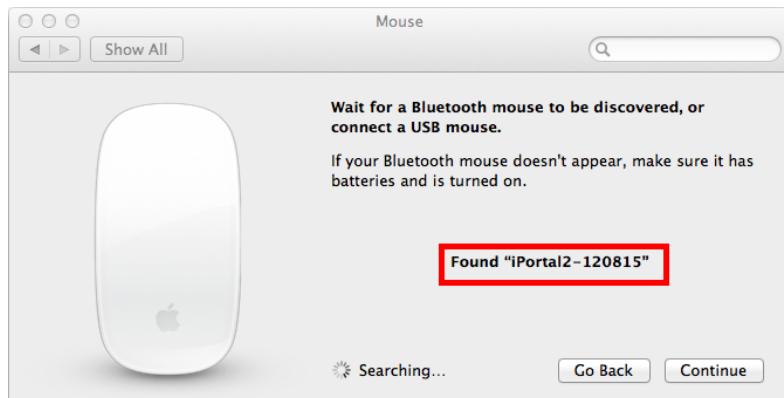 Mouse
Show All
Wait for a Bluetooth mouse to be discovered, or
connect a USB mouse.
If your Bluetooth mouse doesn't appear, make sure it has
batteries and is turned on.
Found “iPortal2-120815”
Searching...
Go Back
Continue